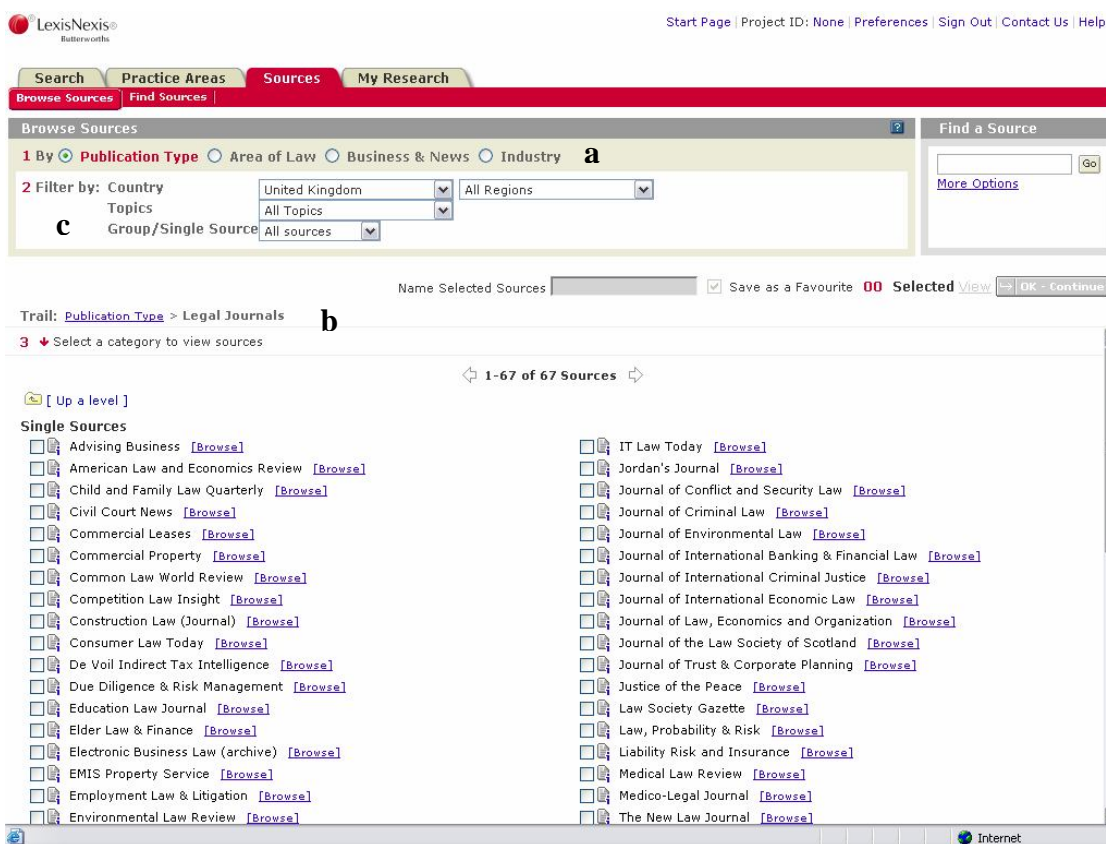 LexisNexis®
Butterworths
Start Page | Project ID: None | Preferences | Sign Out | Contact Us | Help
Search Practice Areas Sources My Research
Browse Sources | Find Sources |
Browse Sources ?
1 By Publication Type Area of Law Business & News Industry a
2 Filter by: Country United Kingdom All Regions
Topics All Topics
c Group/Single Source All sources
Find a Source
Go
More Options
Name Selected Sources Save as a Favourite 00 Selected View OK - Continue
Trail: Publication Type > Legal Journals b
3 Select a category to view sources
1-67 of 67 Sources
[ Up a level ]
Single Sources
Advising Business [Browse]
American Law and Economics Review [Browse]
Child and Family Law Quarterly [Browse]
Civil Court News [Browse]
Commercial Leases [Browse]
Commercial Property [Browse]
Common Law World Review [Browse]
Competition Law Insight [Browse]
Construction Law (Journal) [Browse]
Consumer Law Today [Browse]
De Voil Indirect Tax Intelligence [Browse]
Due Diligence & Risk Management [Browse]
Education Law Journal [Browse]
Elder Law & Finance [Browse]
Electronic Business Law (archive) [Browse]
EMIS Property Service [Browse]
Employment Law & Litigation [Browse]
Environmental Law Review [Browse]
IT Law Today [Browse]
Jordan's Journal [Browse]
Journal of Conflict and Security Law [Browse]
Journal of Criminal Law [Browse]
Journal of Environmental Law [Browse]
Journal of International Banking & Financial Law [Browse]
Journal of International Criminal Justice [Browse]
Journal of International Economic Law [Browse]
Journal of Law, Economics and Organization [Browse]
Journal of the Law Society of Scotland [Browse]
Journal of Trust & Corporate Planning [Browse]
Justice of the Peace [Browse]
Law Society Gazette [Browse]
Law, Probability & Risk [Browse]
Liability Risk and Insurance [Browse]
Medical Law Review [Browse]
Medico-Legal Journal [Browse]
The New Law Journal [Browse]
Internet